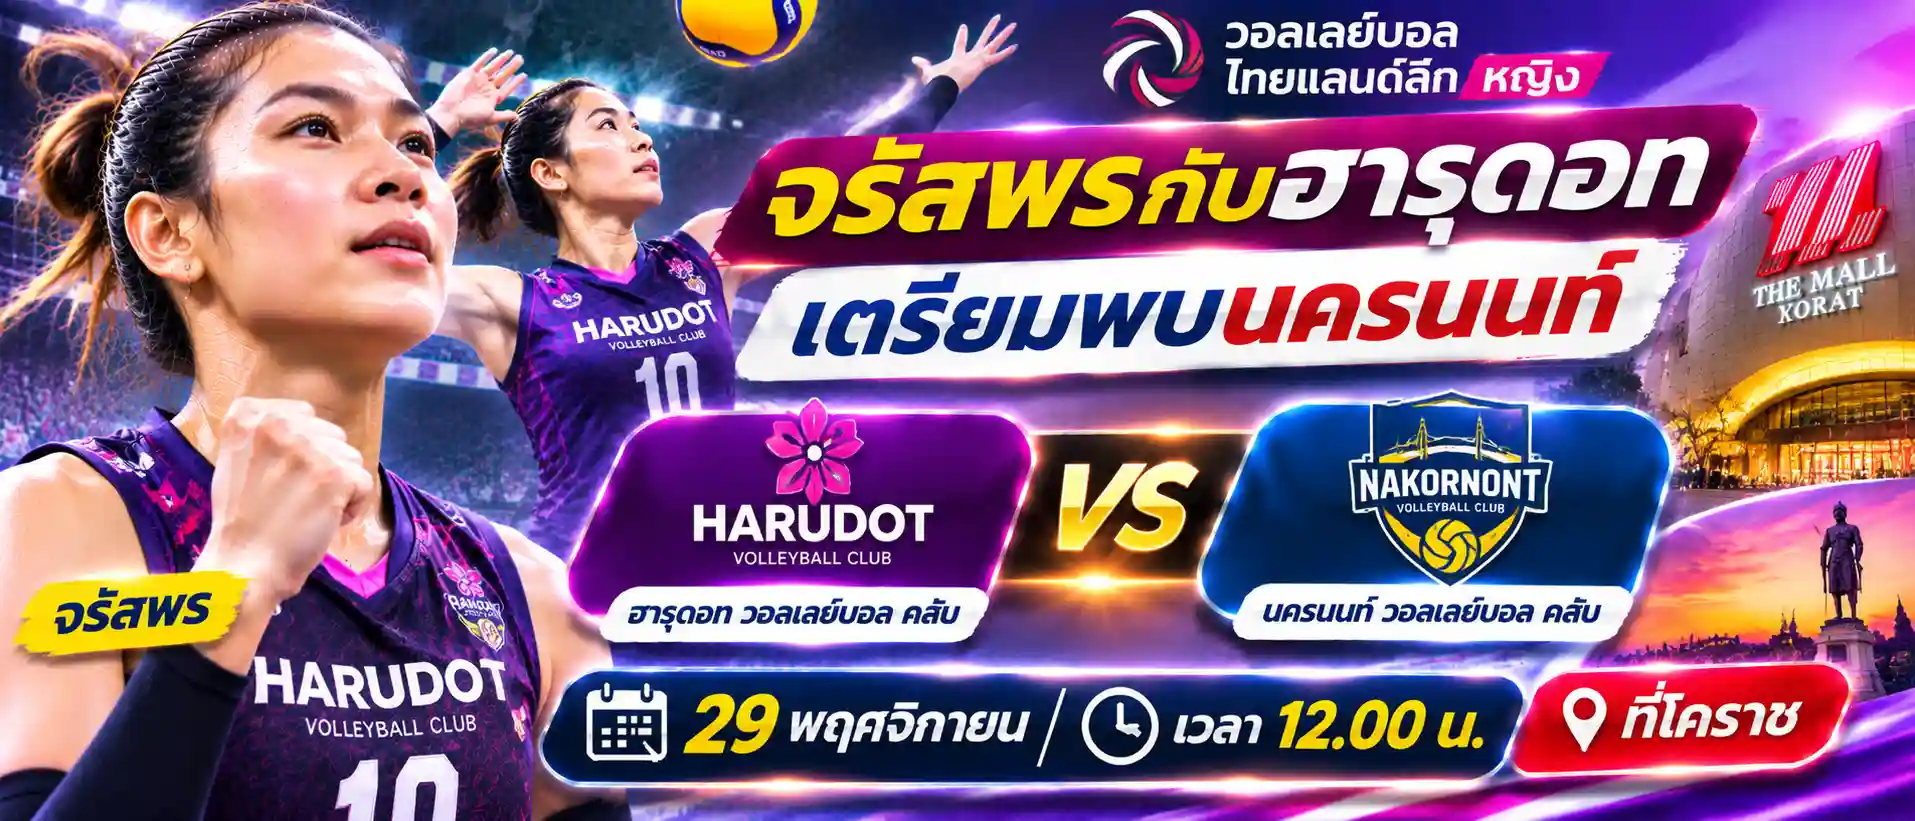 วอลเลย์บอล
ไทยแลนด์ลีก หญิง
จรัสพรกับฮารุดอท
เตรียมพบนครนนท์
THE MALL
KORAT
HARUDOT
VOLLEYBALL CLUB
10
HARUDOT
VOLLEYBALL CLUB
ฮารุดอท วอลเลย์บอล คลับ
VS
NAKORNONT
VOLLEYBALL CLUB
นครนนท์ วอลเลย์บอล คลับ
จรัสพร
HARUDOT
VOLLEYBALL CLUB
10
29 พฤศจิกายน / เวลา 12.00 น.
ที่โคราช